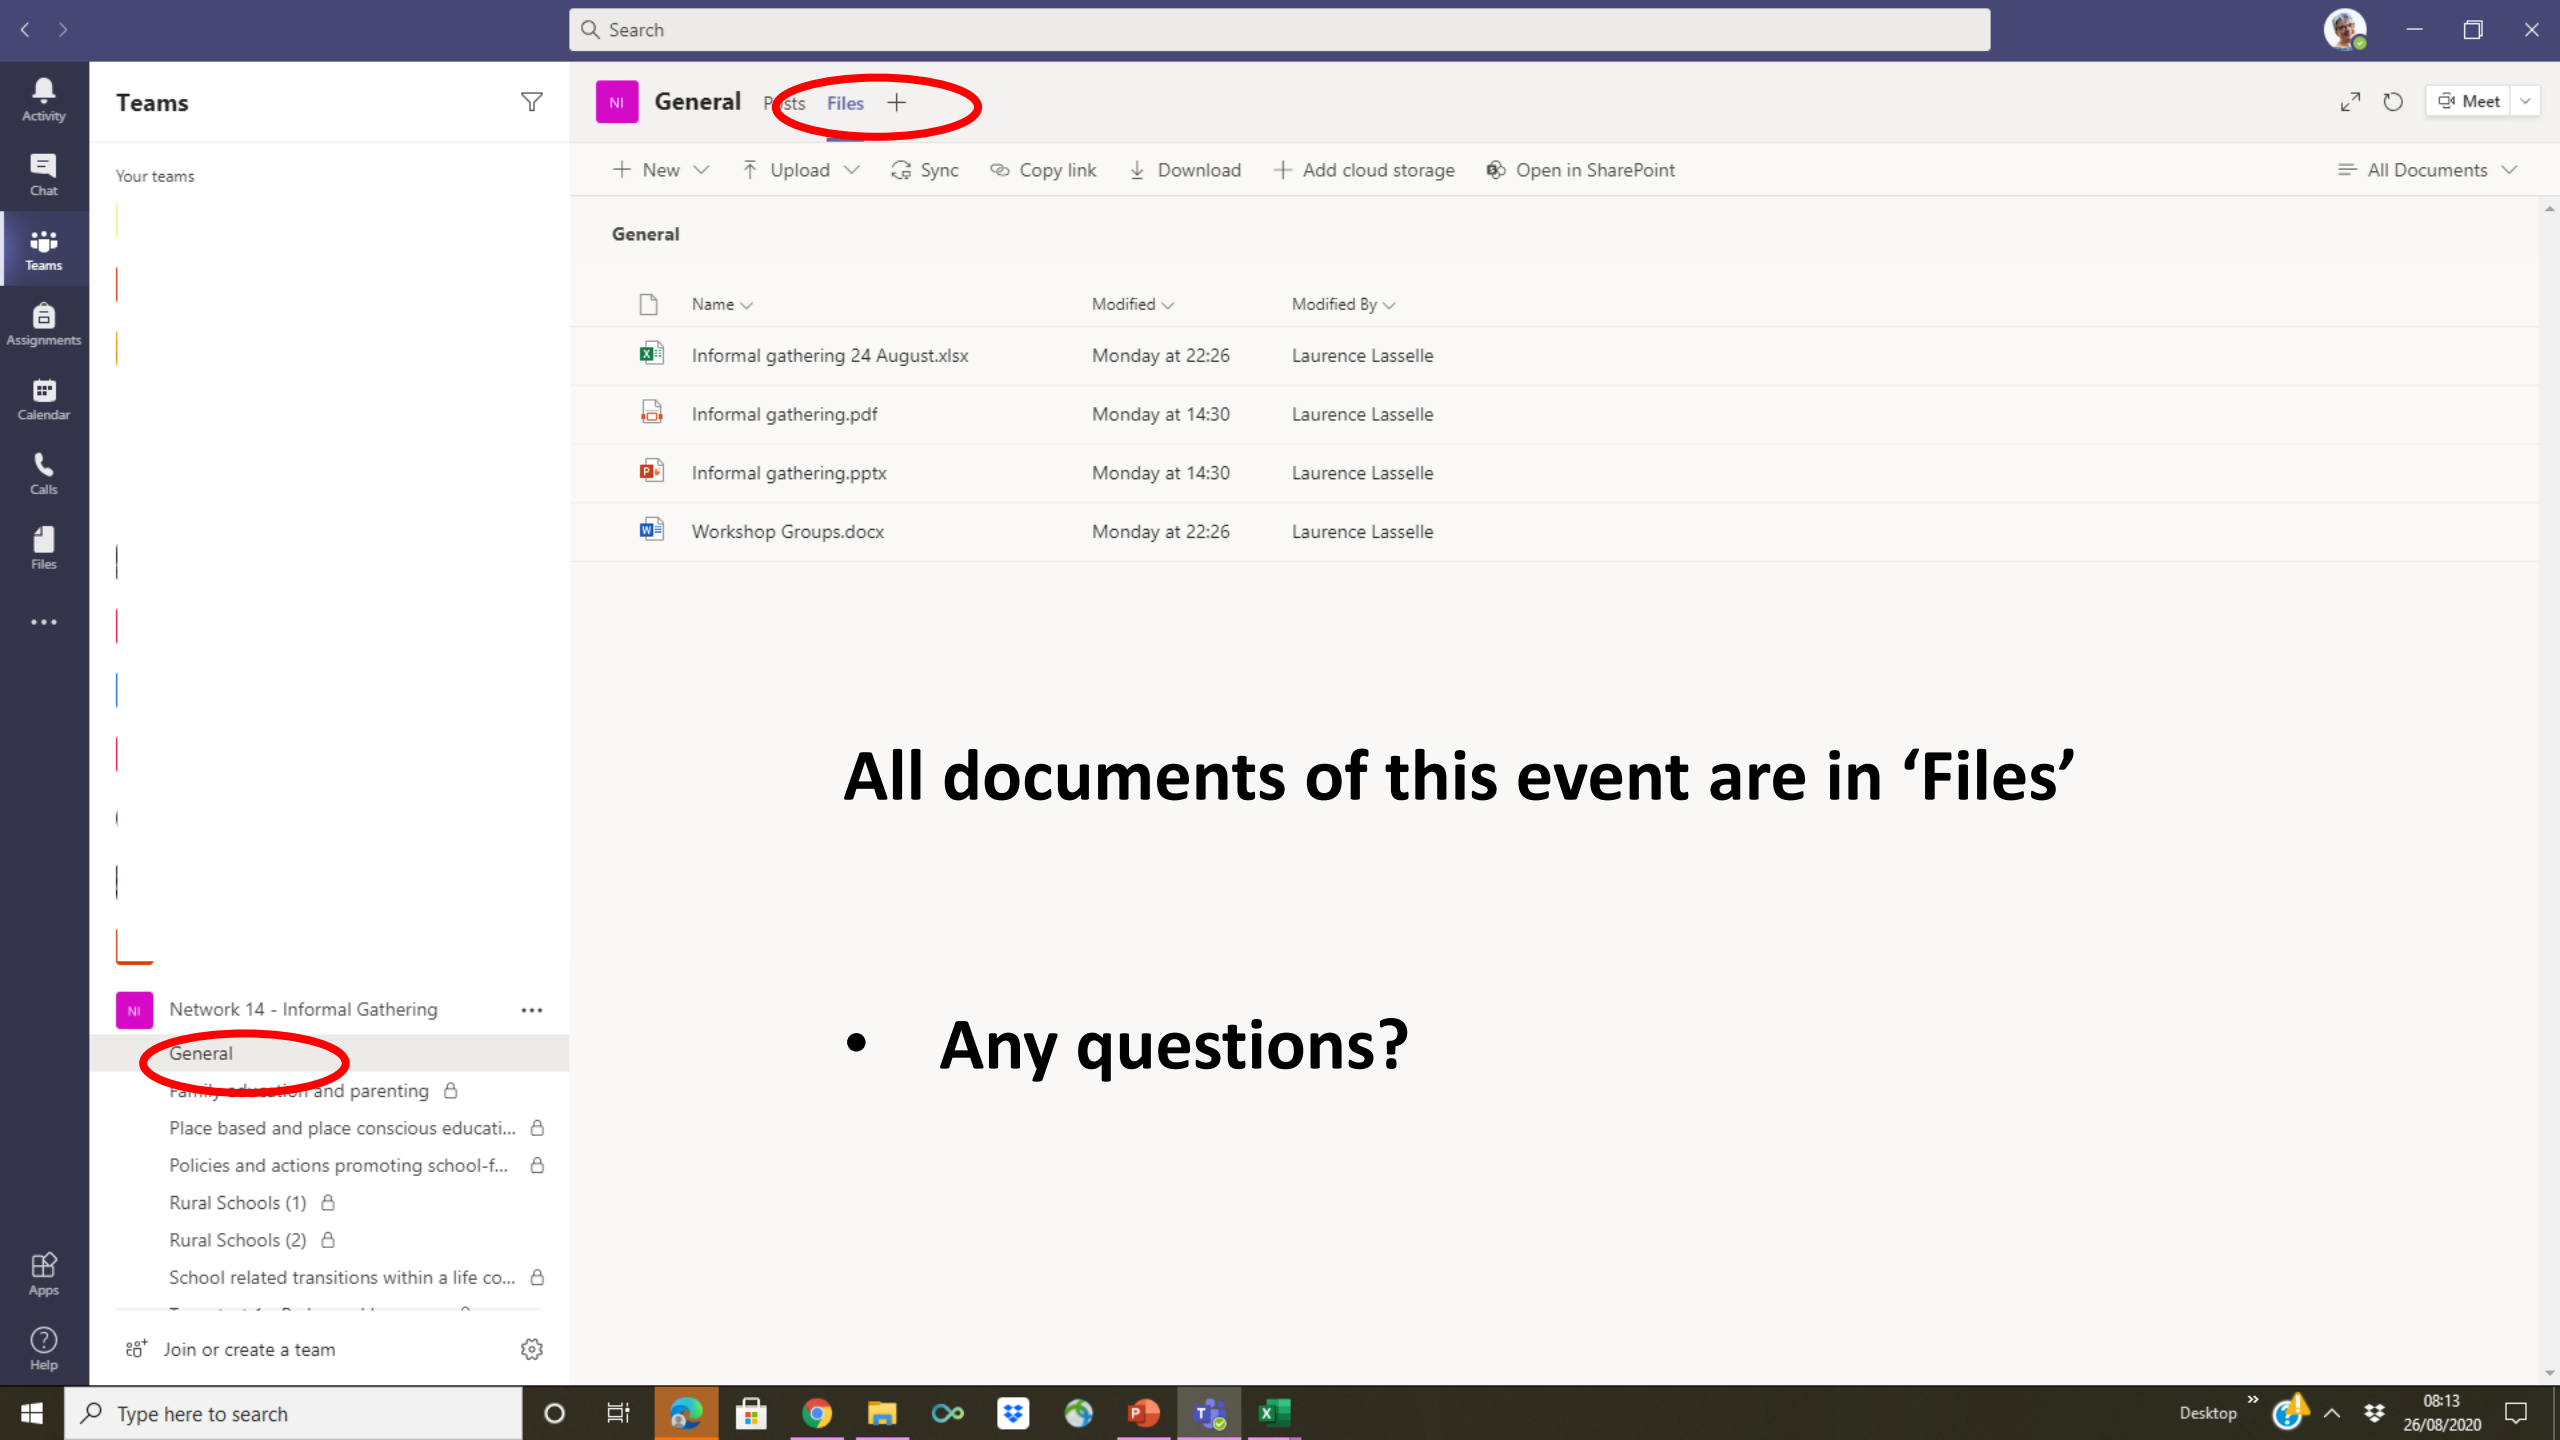 Search
Activity
Chat
Teams
Assignments
Calendar
Calls
Files
Apps
Help
Teams
Your teams
NI Network 14 - Informal Gathering
General
Family education and parenting
Place based and place conscious educati...
Policies and actions promoting school-f...
Rural Schools (1)
Rural Schools (2)
School related transitions within a life co...
Join or create a team
NI General Posts Files
Meet
New Upload Sync Copy link Download Add cloud storage Open in SharePoint All Documents
General
Name Modified Modified By
Informal gathering 24 August.xlsx Monday at 22:26 Laurence Lasselle
Informal gathering.pdf Monday at 14:30 Laurence Lasselle
Informal gathering.pptx Monday at 14:30 Laurence Lasselle
Workshop Groups.docx Monday at 22:26 Laurence Lasselle
All documents of this event are in ‘Files’
• Any questions?
Type here to search
Desktop
08:13
26/08/2020